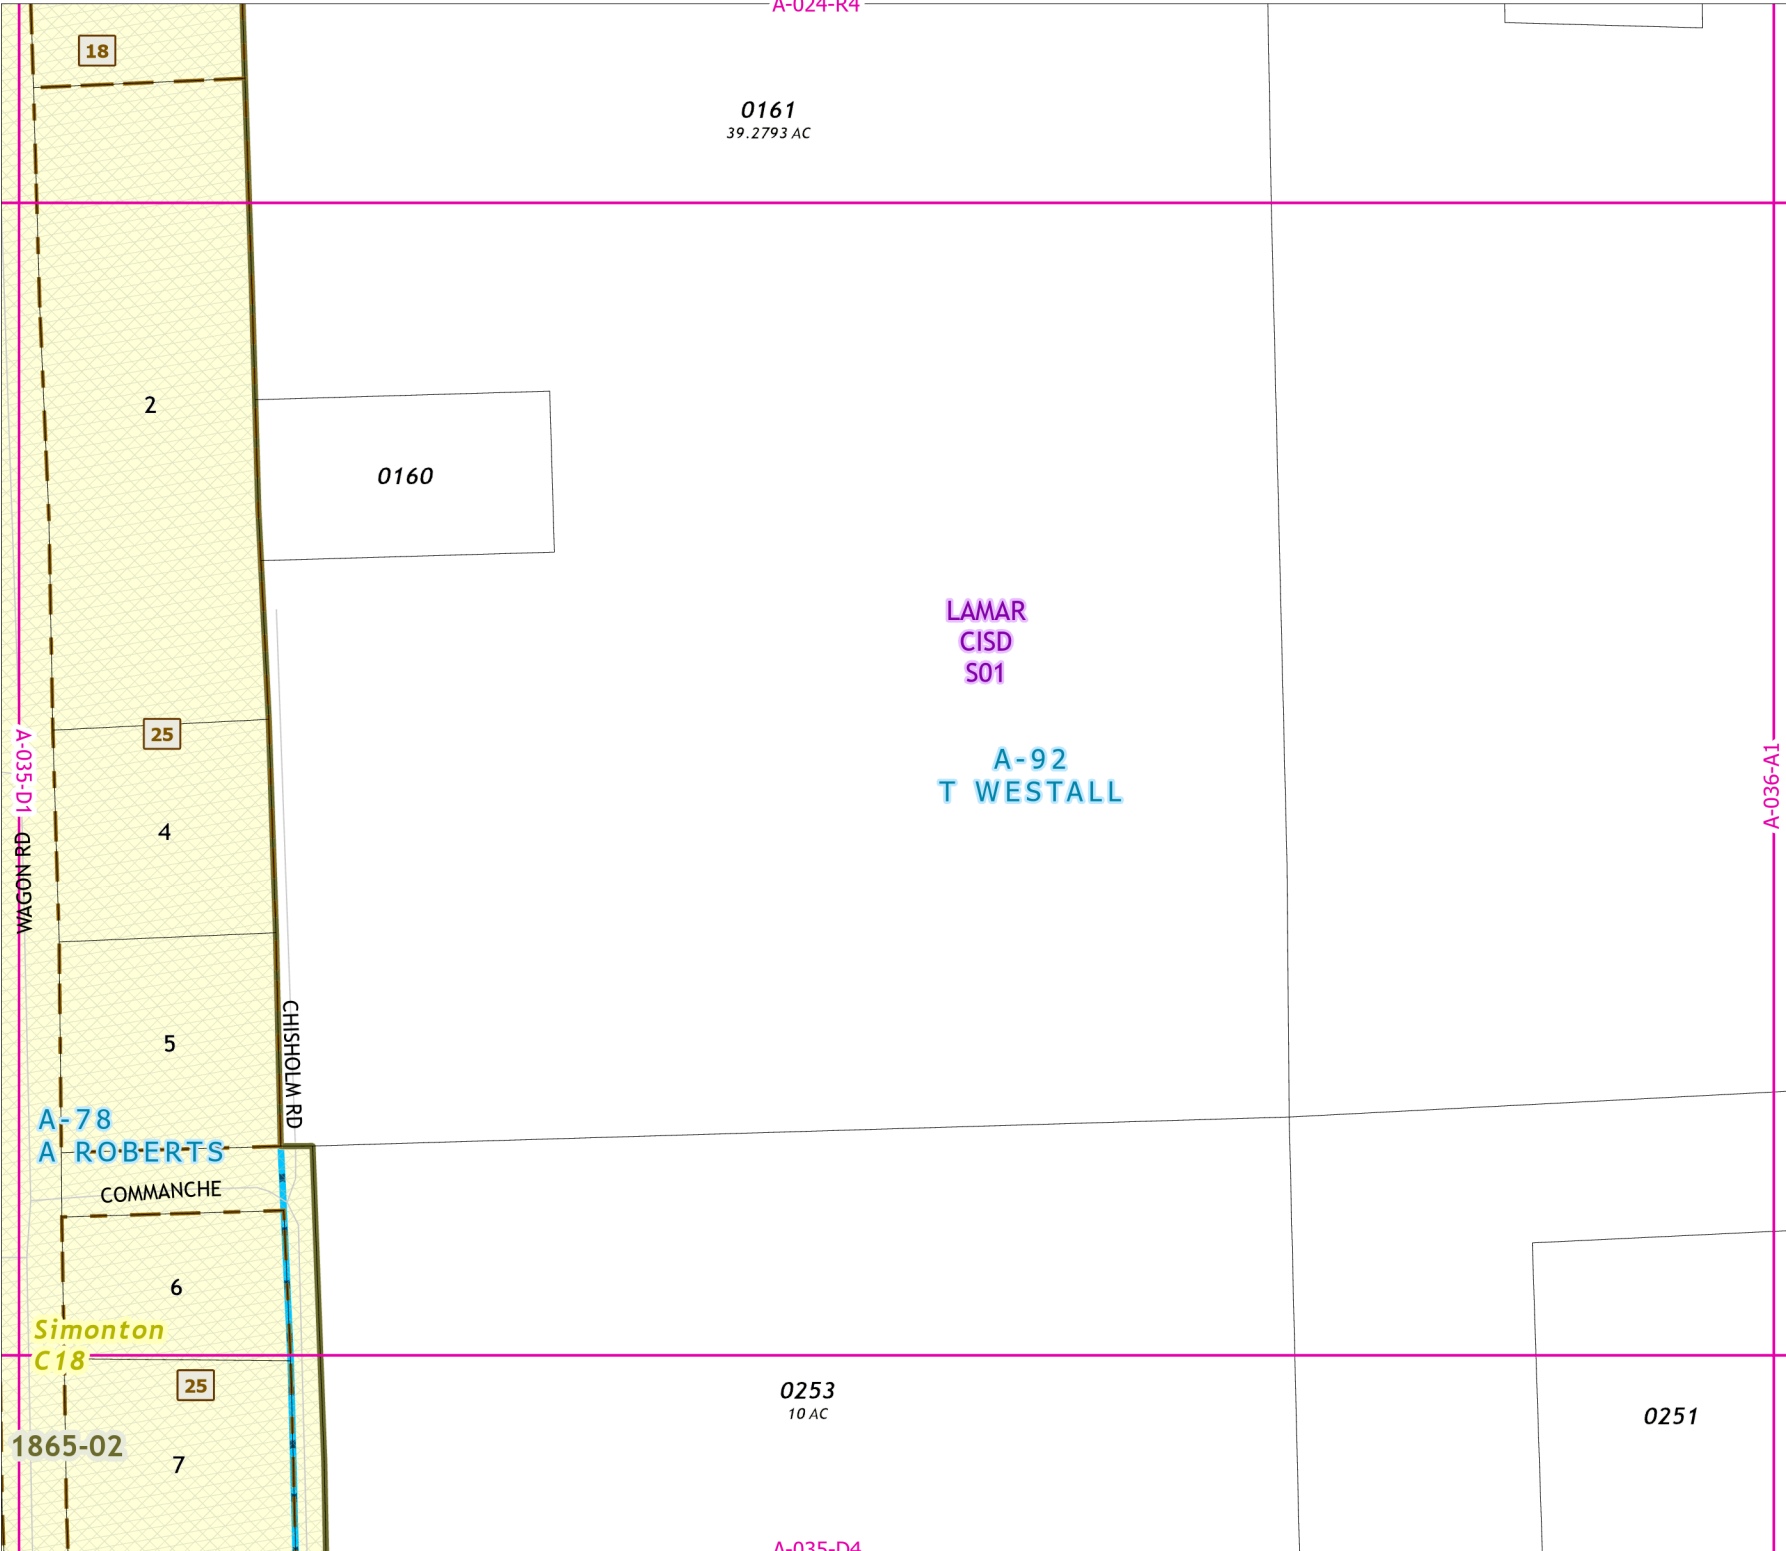 A-024-R4
18
0161
39.2793 AC
2
0160
LAMAR
CISD
S01
25
A-035-D1
A-92
T WESTALL
A-036-A1
4
WAGON RD
5
CHISHOLM RD
A-78
A ROBERTS
COMMANCHE
6
Simonton
C18
25
0253
10 AC
0251
1865-02
7
A-035-D4